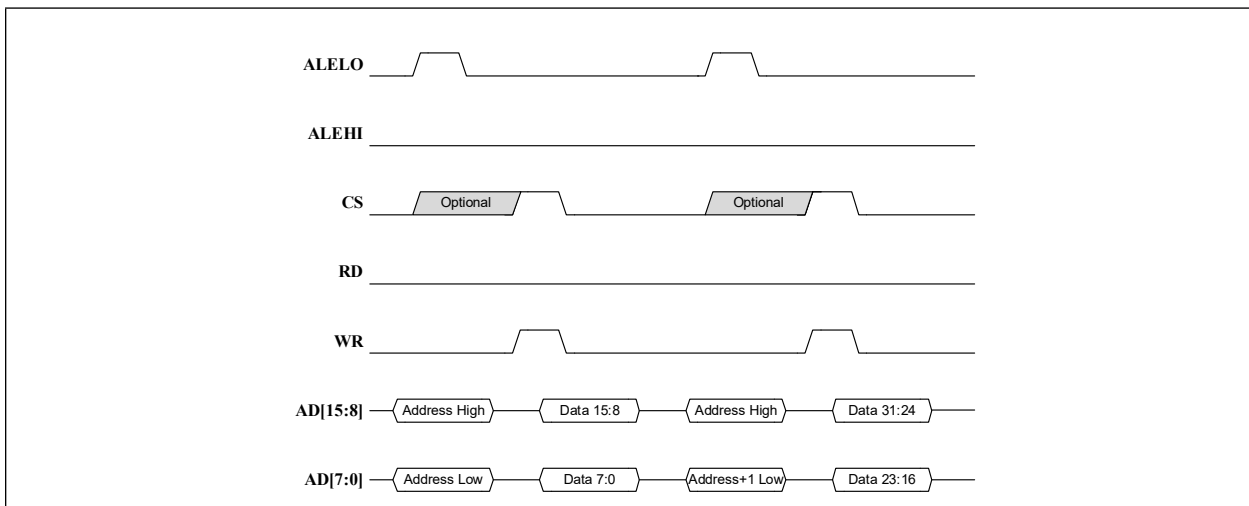 ALELO
ALEHI
CS Optional Optional
RD
WR
AD[15:8] Address High Data 15:8 Address High Data 31:24
AD[7:0] Address Low Data 7:0 Address+1 Low Data 23:16